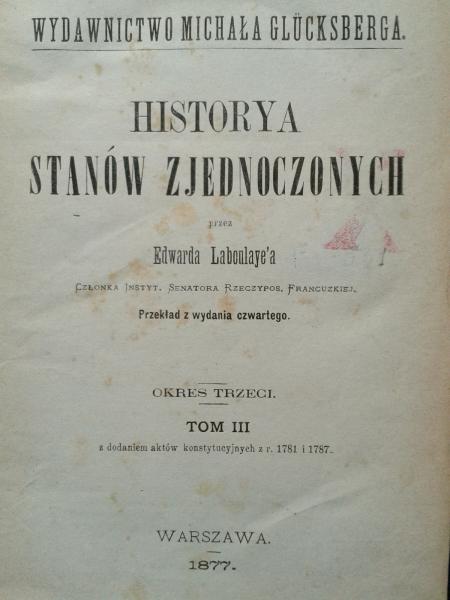 WYDAWNICTWO MICHAŁA GLÜCKSBERGA.
HISTORYA
STANÓW ZJEDNOCZONYCH
przez
Edwarda Laboulaye'a
CZŁONKA INSTYT. SENATORA RZECZYPOS. FRANCUZKIEJ.
Przekład z wydania czwartego.
OKRES TRZECI.
TOM III
z dodaniem aktów konstytucyjnych z r. 1781 i 1787.
WARSZAWA.
1877.